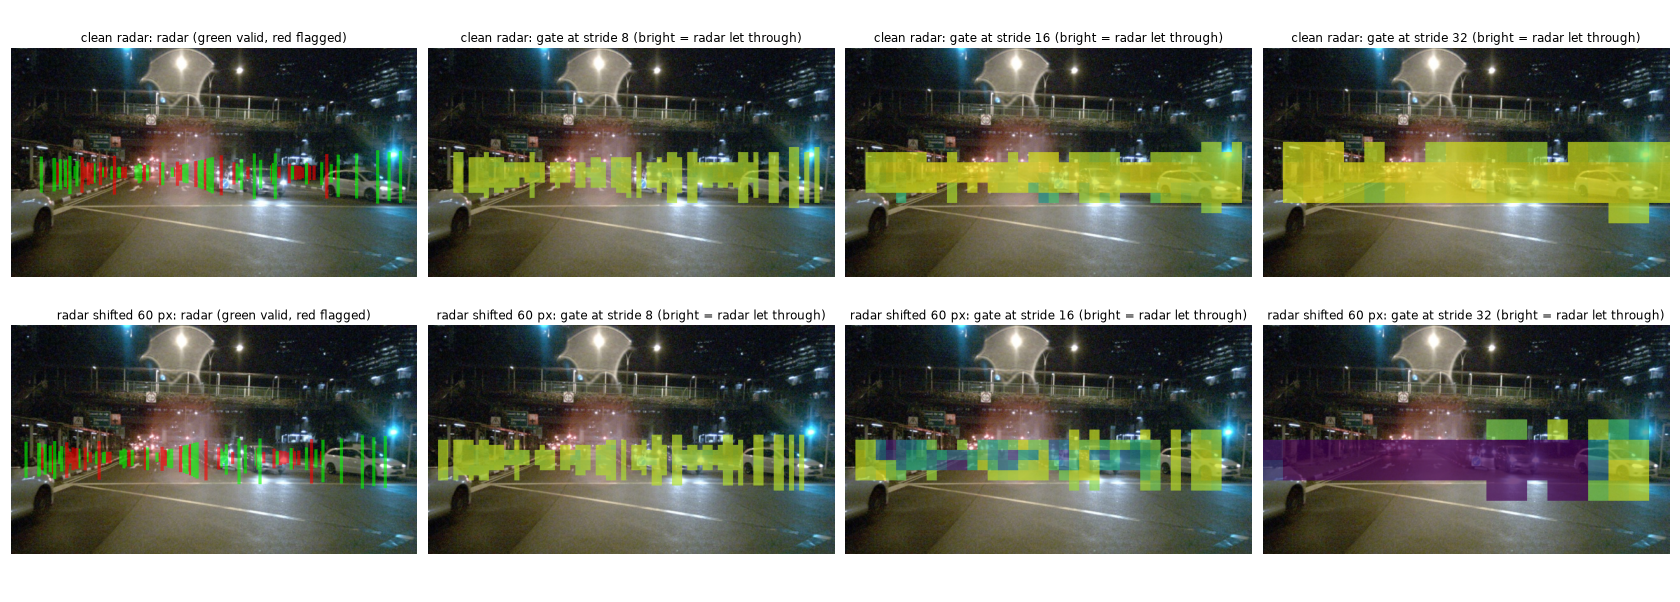 clean radar: radar (green valid, red flagged)
clean radar: gate at stride 8 (bright = radar let through)
clean radar: gate at stride 16 (bright = radar let through)
clean radar: gate at stride 32 (bright = radar let through)
radar shifted 60 px: radar (green valid, red flagged)
radar shifted 60 px: gate at stride 8 (bright = radar let through)
radar shifted 60 px: gate at stride 16 (bright = radar let through)
radar shifted 60 px: gate at stride 32 (bright = radar let through)